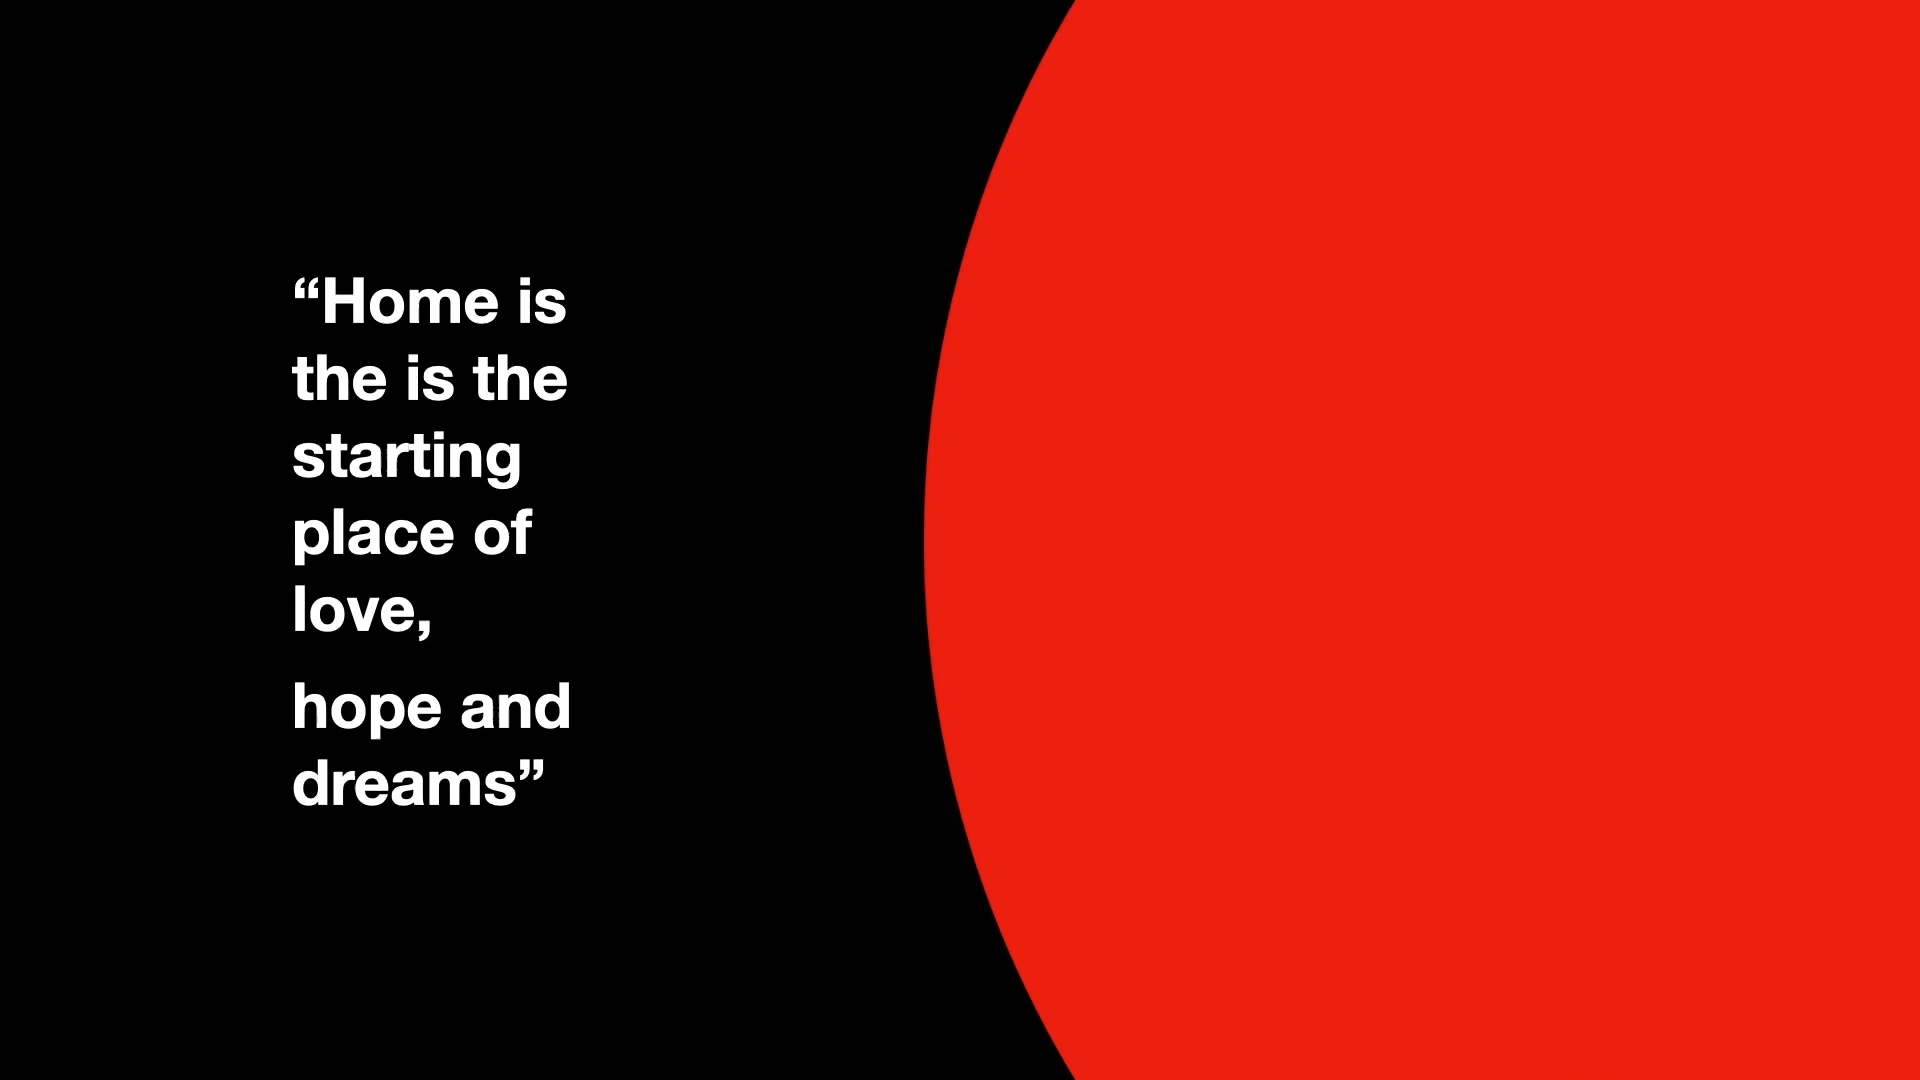 “Home is
the is the
starting
place of
love,
hope and
dreams”